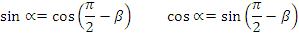 sin ∝= cos (π/2 − β) cos ∝= sin (π/2 − β)